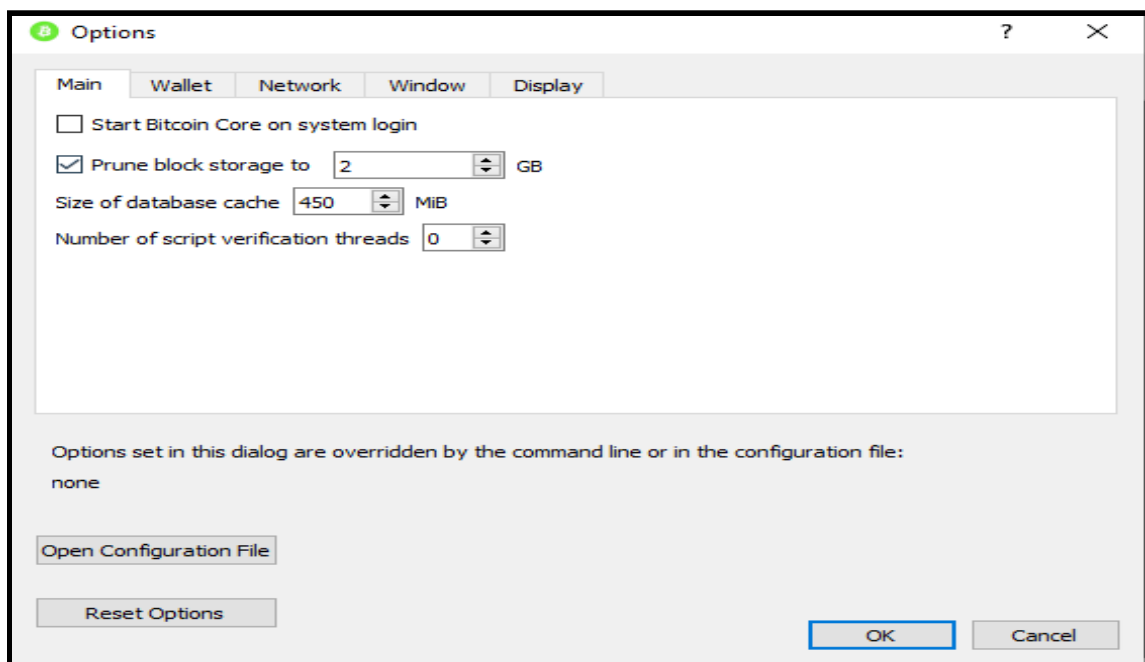 Options
Main Wallet Network Window Display
Start Bitcoin Core on system login
Prune block storage to 2 GB
Size of database cache 450 MiB
Number of script verification threads 0
Options set in this dialog are overridden by the command line or in the configuration file:
none
Open Configuration File
Reset Options
OK Cancel